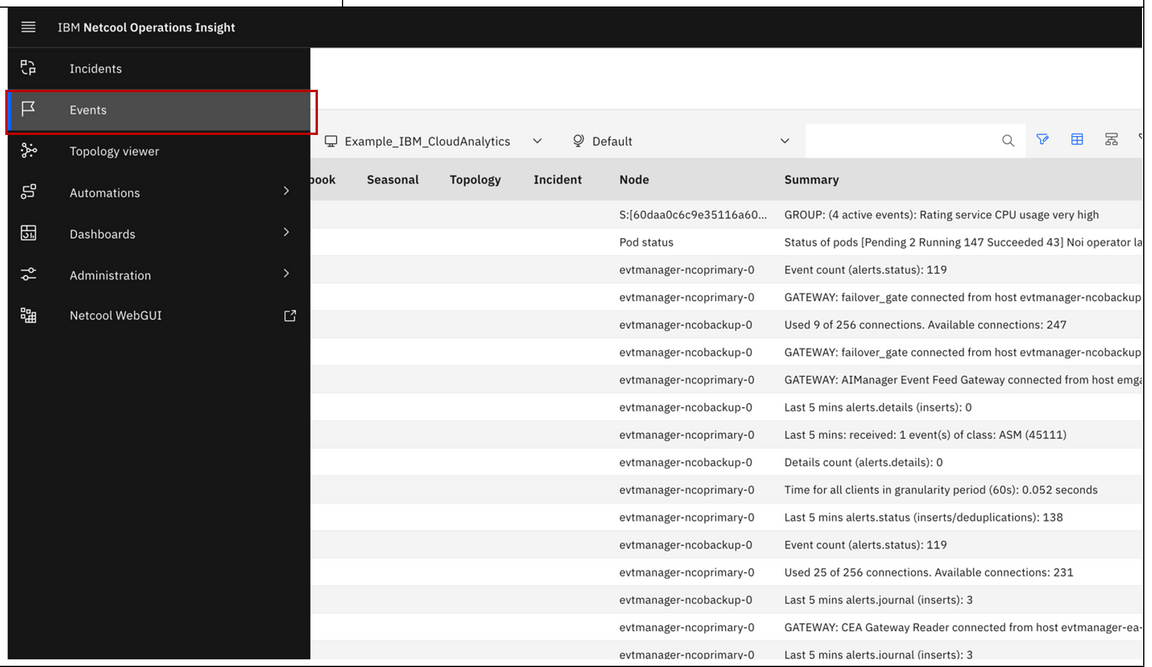 IBM Netcool Operations Insight
Incidents
Events
Topology viewer
Automations
Dashboards
Administration
Netcool WebGUI
Example_IBM_CloudAnalytics Default
book Seasonal Topology Incident Node Summary
S:[60daa0c6c9e35116a60... GROUP: (4 active events): Rating service CPU usage very high
Pod status Status of pods [Pending 2 Running 147 Succeeded 43] Noi operator la
evtmanager-ncoprimary-0 Event count (alerts.status): 119
evtmanager-ncoprimary-0 GATEWAY: failover_gate connected from host evtmanager-ncobackup
evtmanager-ncobackup-0 Used 9 of 256 connections. Available connections: 247
evtmanager-ncobackup-0 GATEWAY: failover_gate connected from host evtmanager-ncobackup
evtmanager-ncoprimary-0 GATEWAY: AIManager Event Feed Gateway connected from host emga
evtmanager-ncobackup-0 Last 5 mins alerts.details (inserts): 0
evtmanager-ncoprimary-0 Last 5 mins: received: 1 event(s) of class: ASM (45111)
evtmanager-ncobackup-0 Details count (alerts.details): 0
evtmanager-ncoprimary-0 Time for all clients in granularity period (60s): 0.052 seconds
evtmanager-ncoprimary-0 Last 5 mins alerts.status (inserts/deduplications): 138
evtmanager-ncobackup-0 Event count (alerts.status): 119
evtmanager-ncoprimary-0 Used 25 of 256 connections. Available connections: 231
evtmanager-ncobackup-0 Last 5 mins alerts.journal (inserts): 3
evtmanager-ncoprimary-0 GATEWAY: CEA Gateway Reader connected from host evtmanager-ea-
evtmanager-ncoprimary-0 Last 5 mins alerts.journal (inserts): 3